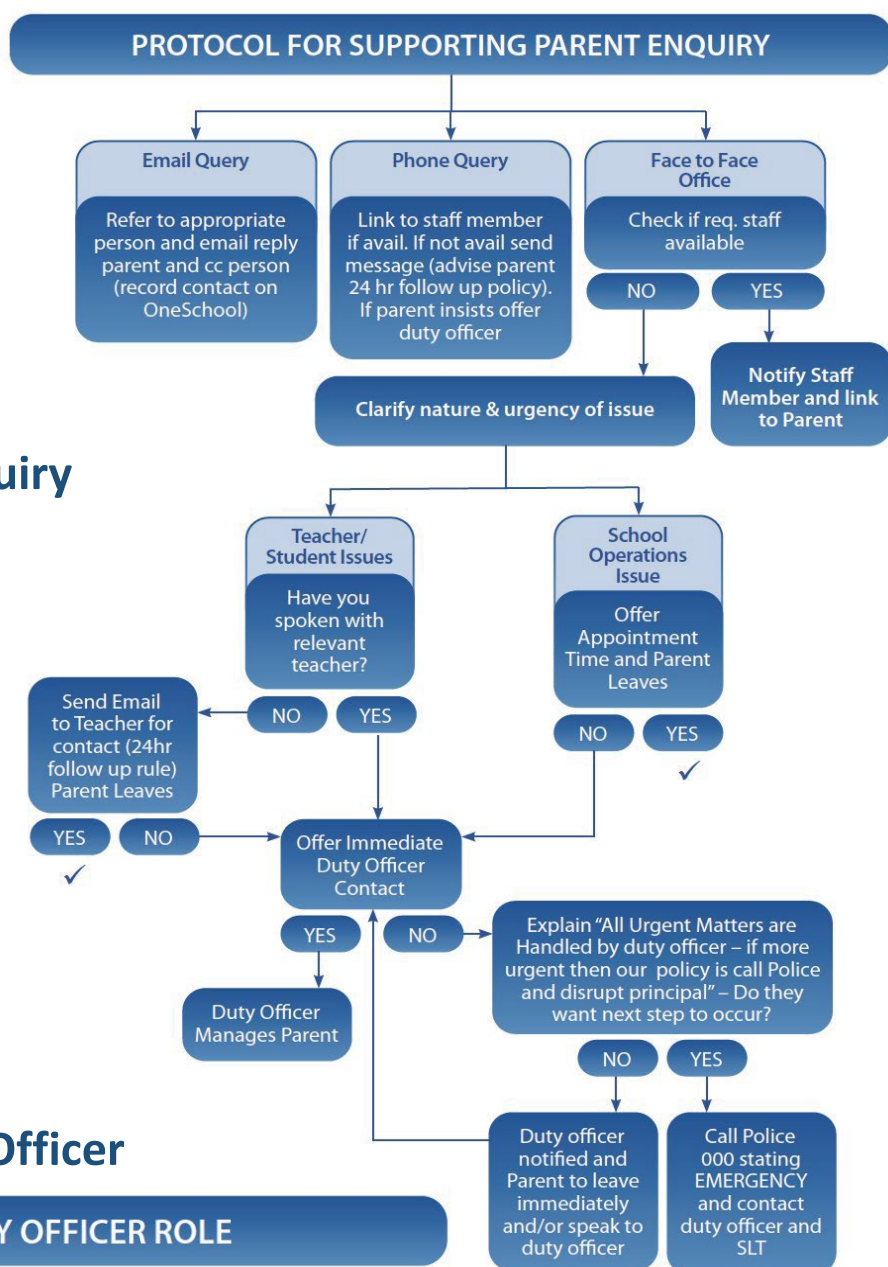 PROTOCOL FOR SUPPORTING PARENT ENQUIRY
Email Query
Refer to appropriate
person and email reply
parent and cc person
(record contact on
OneSchool)
Phone Query
Link to staff member
if avail. If not avail send
message (advise parent
24 hr follow up policy).
If parent insists offer
duty officer
Face to Face
Office
Check if req. staff
available
NO
YES
Notify Staff
Member and link
to Parent
Clarify nature & urgency of issue
uiry
Teacher/
Student Issues
Have you
spoken with
relevant
teacher?
NO
YES
School
Operations
Issue
Offer
Appointment
Time and Parent
Leaves
NO
YES
✓
Send Email
to Teacher for
contact (24hr
follow up rule)
Parent Leaves
YES
NO
✓
Offer Immediate
Duty Officer
Contact
YES
NO
Duty Officer
Manages Parent
Explain “All Urgent Matters are
Handled by duty officer – if more
urgent then our policy is call Police
and disrupt principal” – Do they
want next step to occur?
NO
YES
Duty officer
notified and
Parent to leave
immediately
and/or speak to
duty officer
Call Police
000 stating
EMERGENCY
and contact
duty officer and
SLT
Officer
Y OFFICER ROLE